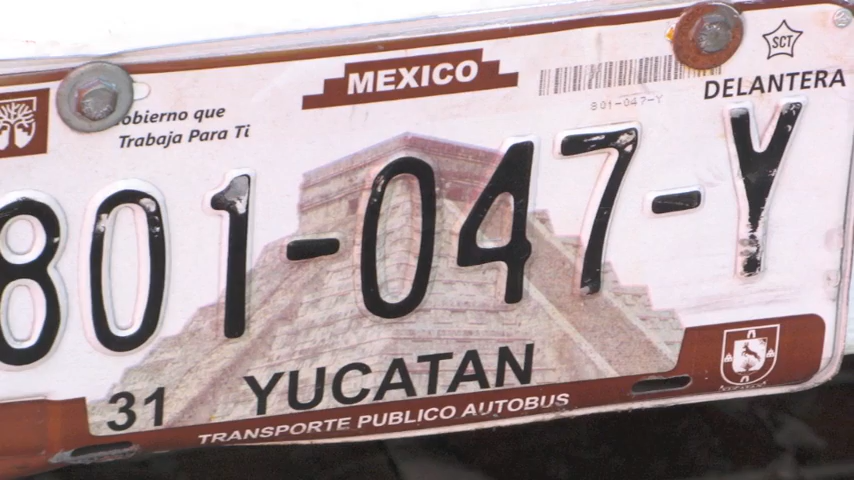 MEXICO
SCT
801-047-Y
DELANTERA
obierno que
Trabaja Para Ti
801-047-Y
31
YUCATAN
TRANSPORTE PUBLICO AUTOBUS